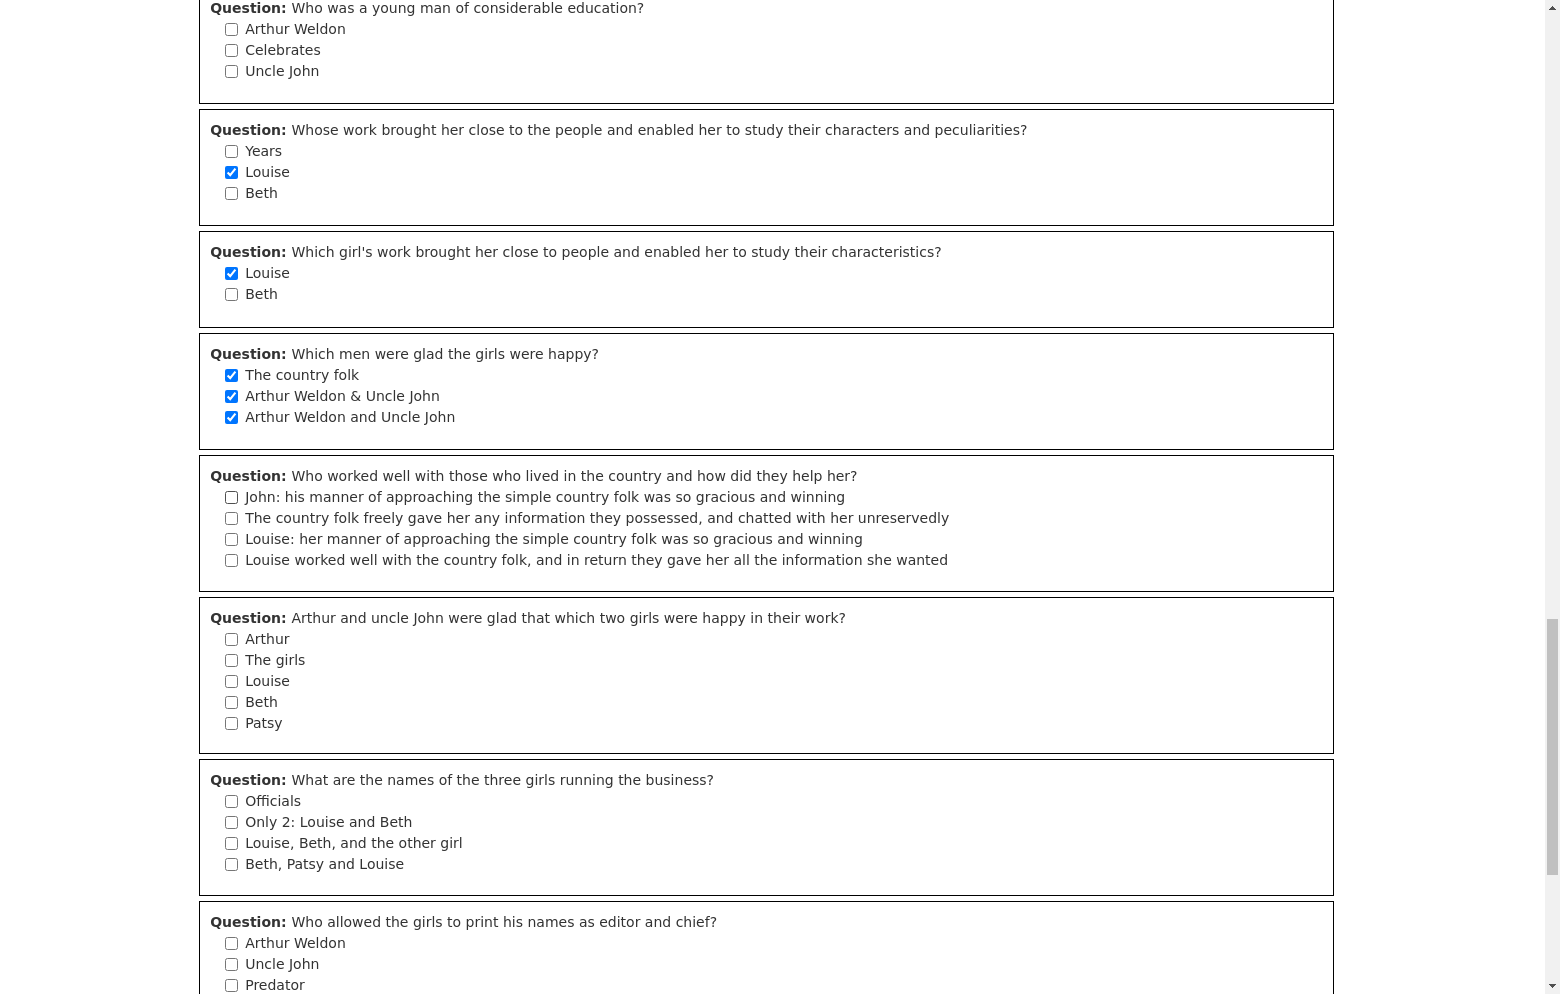 Question: Who was a young man of considerable education?
Arthur Weldon
Celebrates
Uncle John
Question: Whose work brought her close to the people and enabled her to study their characters and peculiarities?
Years
Louise
Beth
Question: Which girl's work brought her close to people and enabled her to study their characteristics?
Louise
Beth
Question: Which men were glad the girls were happy?
The country folk
Arthur Weldon & Uncle John
Arthur Weldon and Uncle John
Question: Who worked well with those who lived in the country and how did they help her?
John: his manner of approaching the simple country folk was so gracious and winning
The country folk freely gave her any information they possessed, and chatted with her unreservedly
Louise: her manner of approaching the simple country folk was so gracious and winning
Louise worked well with the country folk, and in return they gave her all the information she wanted
Question: Arthur and uncle John were glad that which two girls were happy in their work?
Arthur
The girls
Louise
Beth
Patsy
Question: What are the names of the three girls running the business?
Officials
Only 2: Louise and Beth
Louise, Beth, and the other girl
Beth, Patsy and Louise
Question: Who allowed the girls to print his names as editor and chief?
Arthur Weldon
Uncle John
Predator